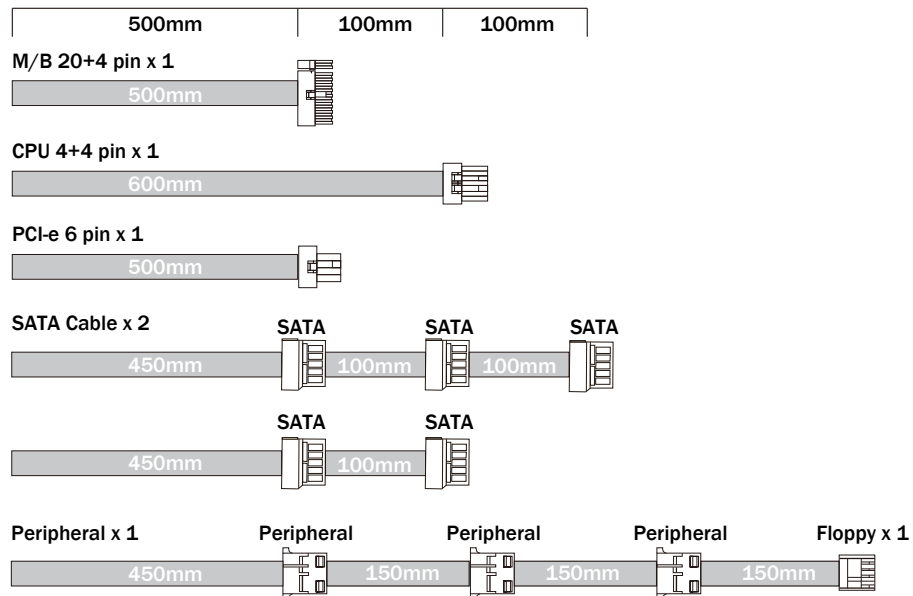 500mm 100mm 100mm
M/B 20+4 pin x 1
500mm
CPU 4+4 pin x 1
600mm
PCI-e 6 pin x 1
500mm
SATA Cable x 2 SATA SATA SATA
450mm 100mm 100mm
SATA SATA
450mm 100mm
Peripheral x 1 Peripheral Peripheral Peripheral Floppy x 1
450mm 150mm 150mm 150mm